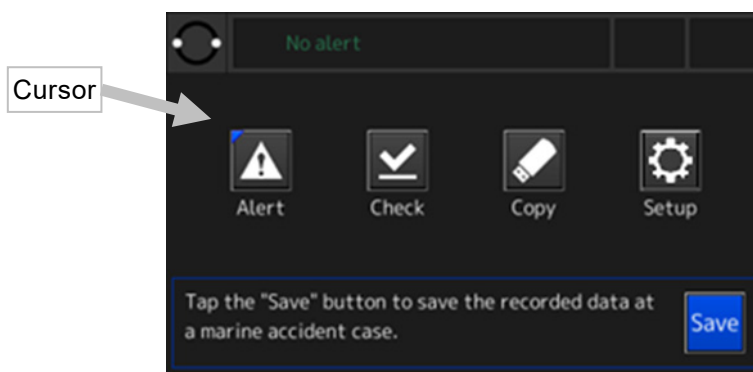 No alert
Cursor
Alert
Check
Copy
Setup
Tap the "Save" button to save the recorded data at
a marine accident case.
Save